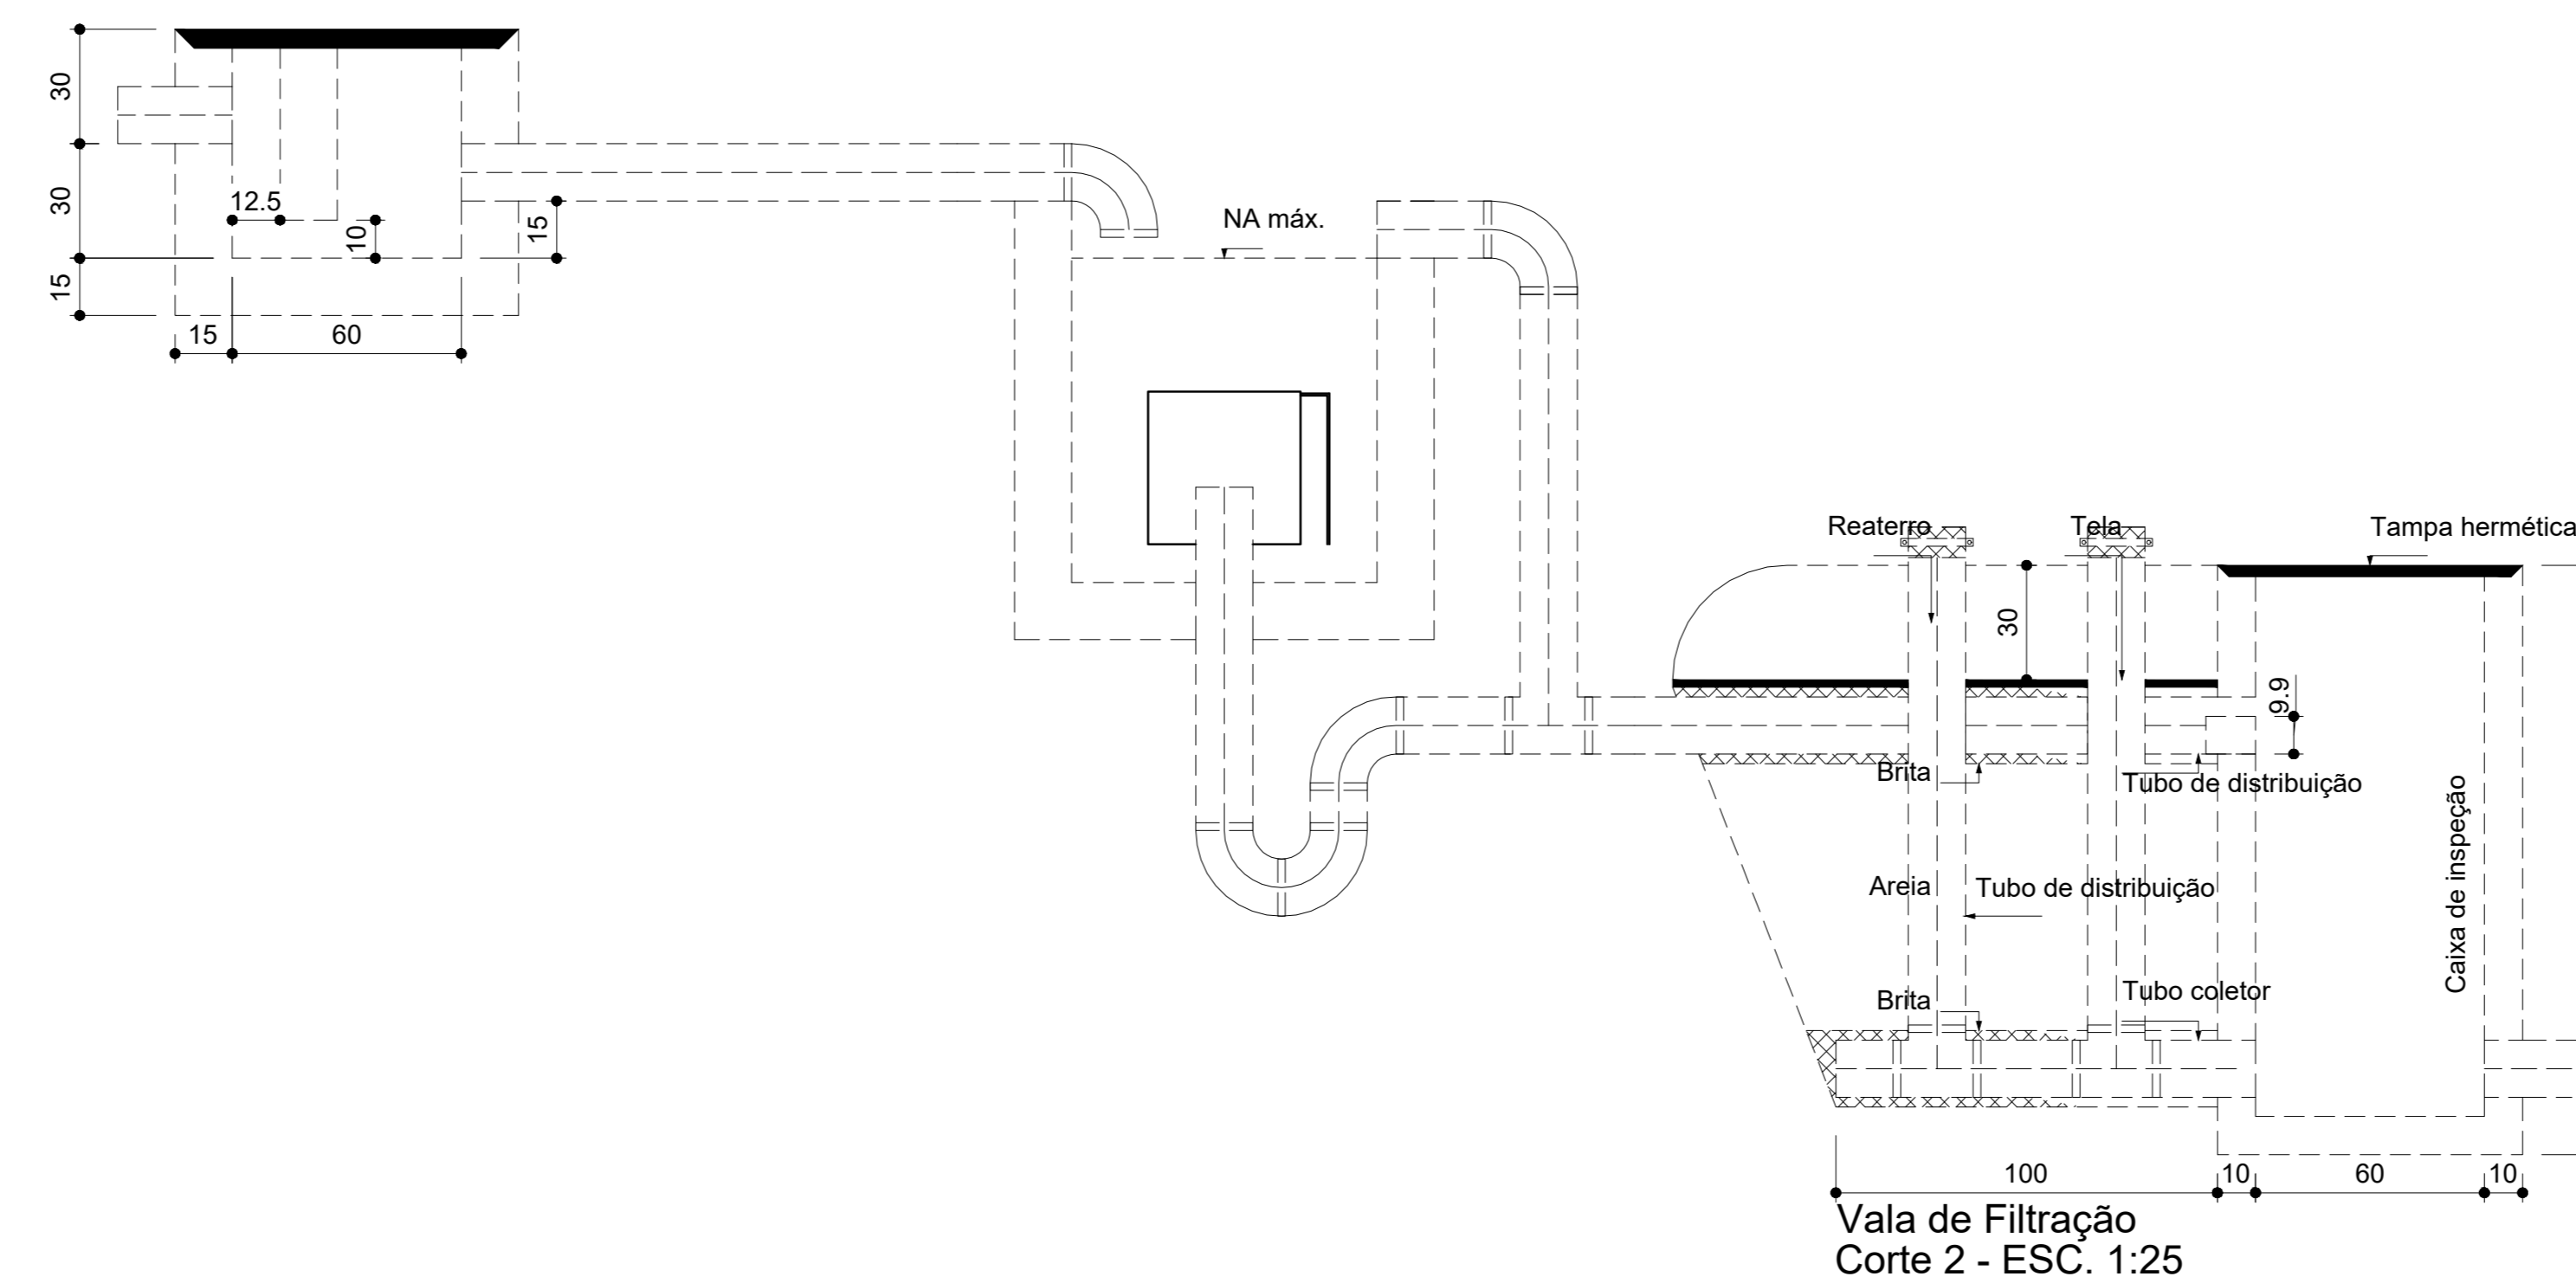 30
30
15
12.5
10
15
15
60
NA máx.
Reaterro
Tela
Tampa hermética
30
9.9
Brita
Tubo de distribuição
Caixa de inspeção
Areia
Tubo de distribuição
Brita
Tubo coletor
100
10
60
10
Vala de Filtração
Corte 2 - ESC. 1:25